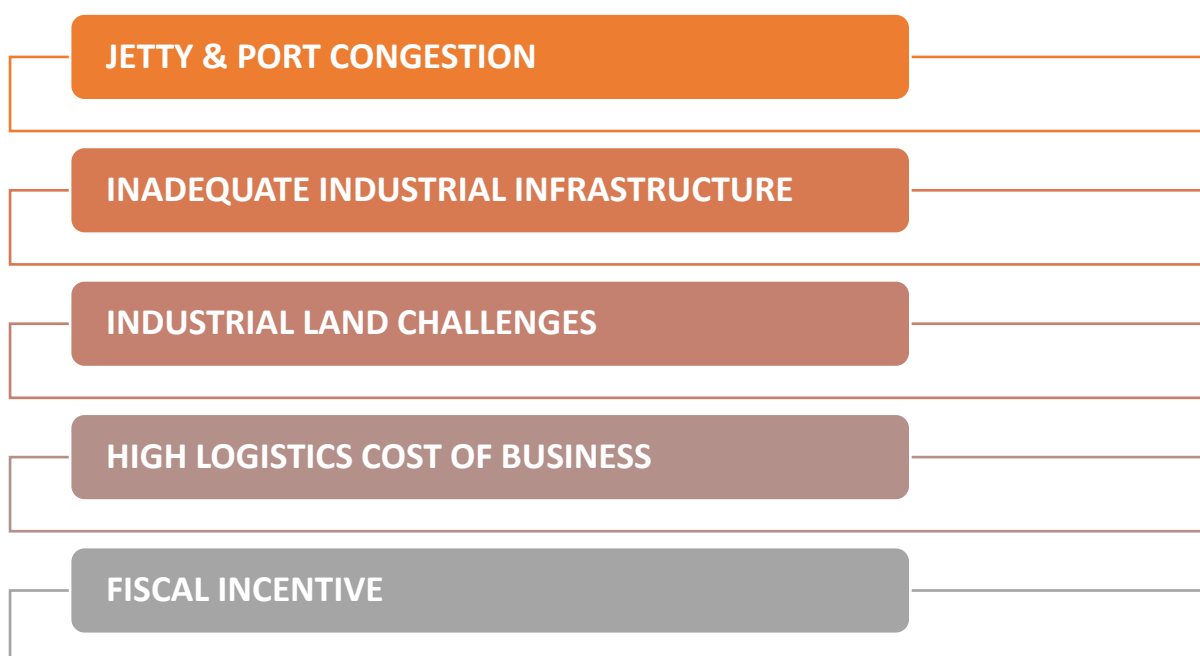 JETTY & PORT CONGESTION
INADEQUATE INDUSTRIAL INFRASTRUCTURE
INDUSTRIAL LAND CHALLENGES
HIGH LOGISTICS COST OF BUSINESS
FISCAL INCENTIVE